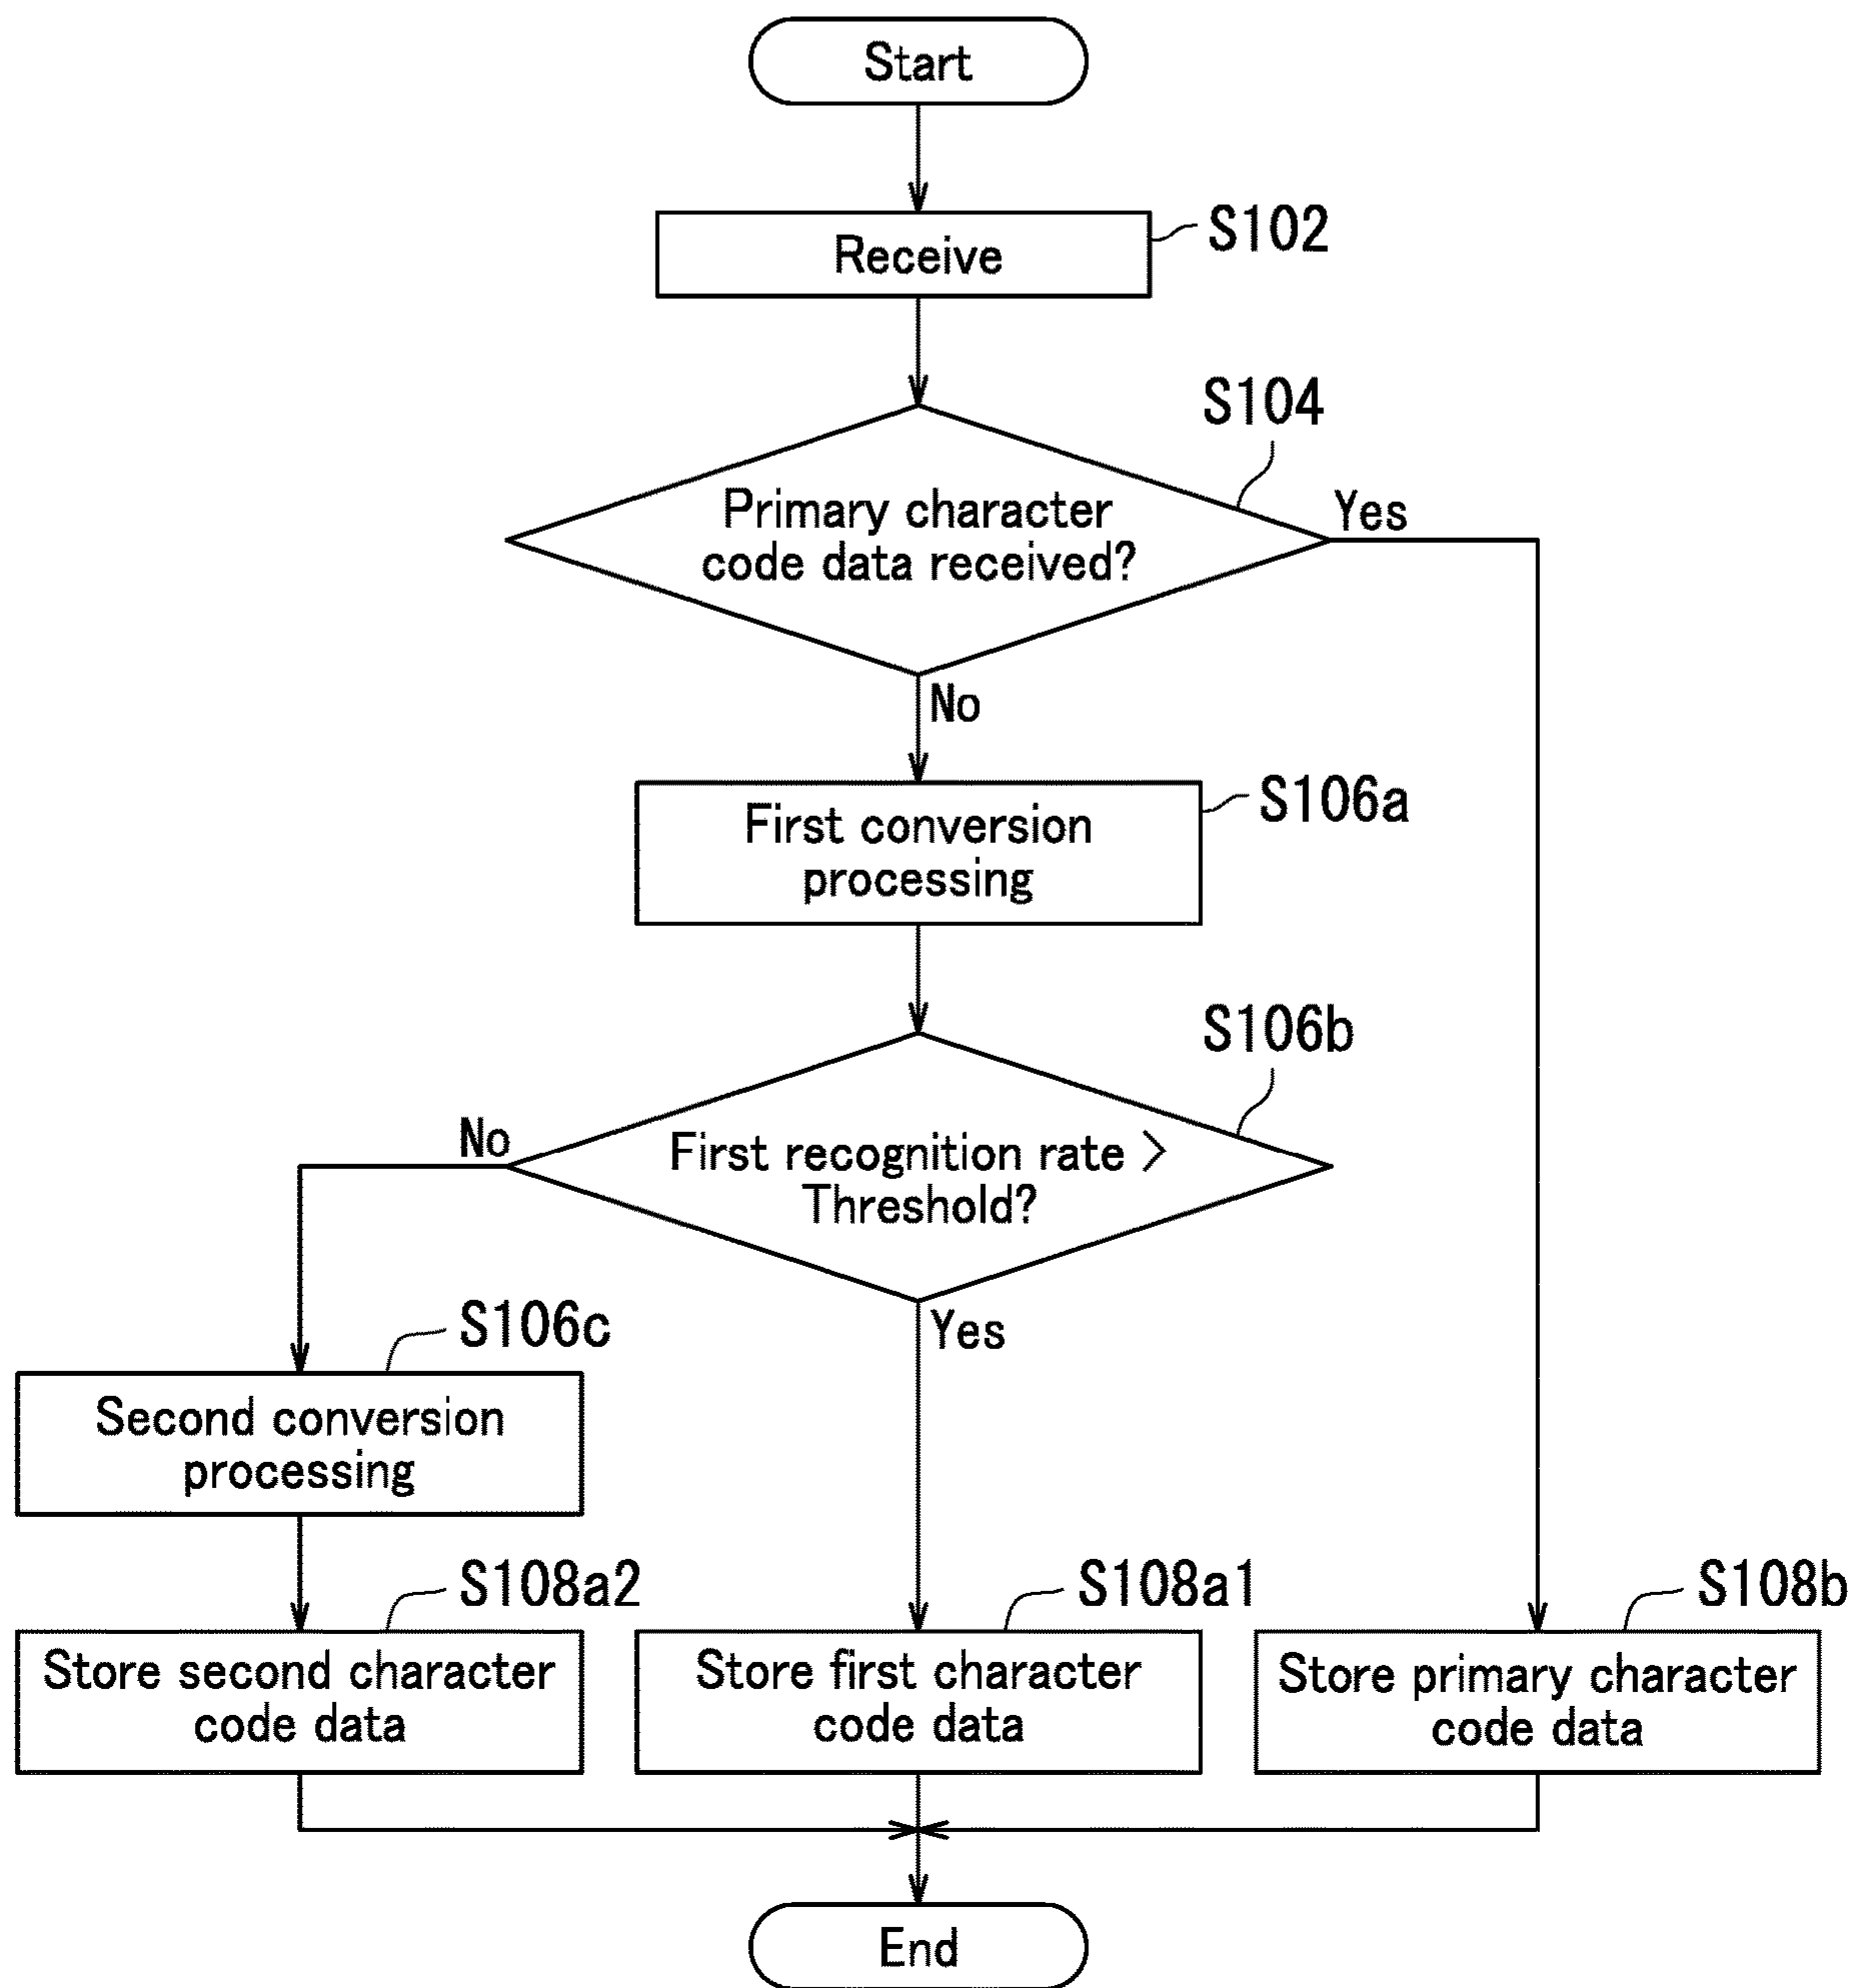 Start
Receive
S102
S104
Primary character
code data received?
Yes
No
First conversion
processing
S106a
S106b
First recognition rate >
Threshold?
No
Yes
S106c
Second conversion
processing
S108a2
Store second character
code data
S108a1
Store first character
code data
S108b
Store primary character
code data
End